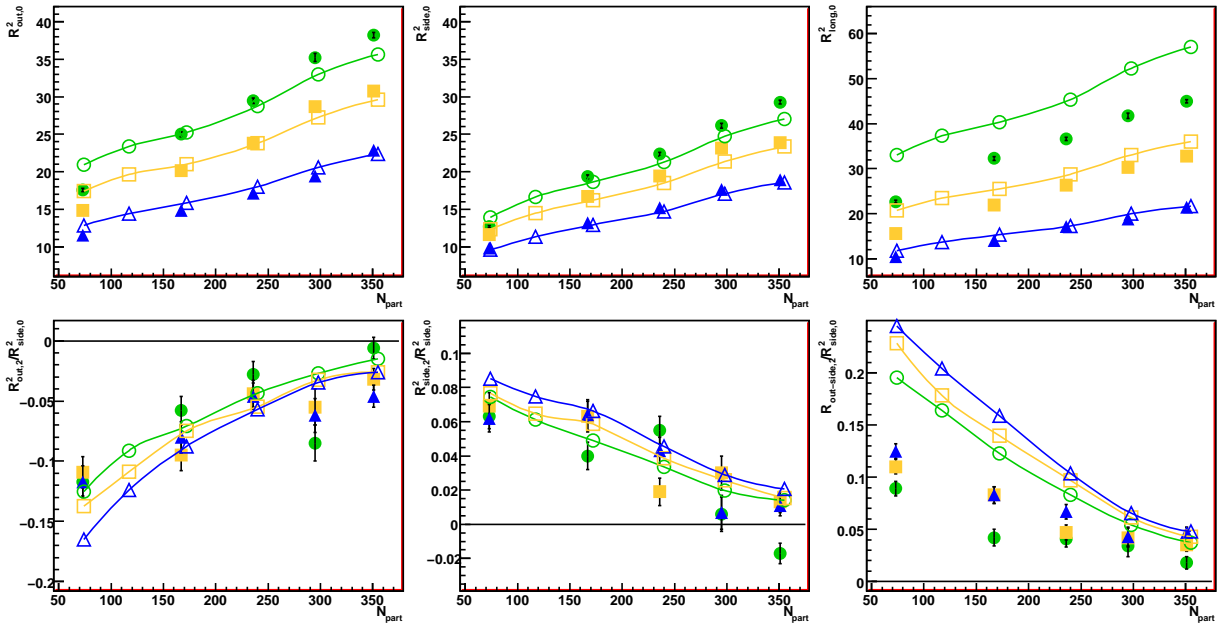 R²out,0
40
35
30
25
20
15
10
50 100 150 200 250 300 350
Npart
R²side,0
40
35
30
25
20
15
10
50 100 150 200 250 300 350
Npart
R²long,0
60
50
40
30
20
10
50 100 150 200 250 300 350
Npart
R²out,2/R²side,0
0
−0.05
−0.1
−0.15
−0.2
50 100 150 200 250 300 350
Npart
R²side,2/R²side,0
0.1
0.08
0.06
0.04
0.02
0
−0.02
50 100 150 200 250 300 350
Npart
Rout−side,2/R²side,0
0.2
0.15
0.1
0.05
0
50 100 150 200 250 300 350
Npart